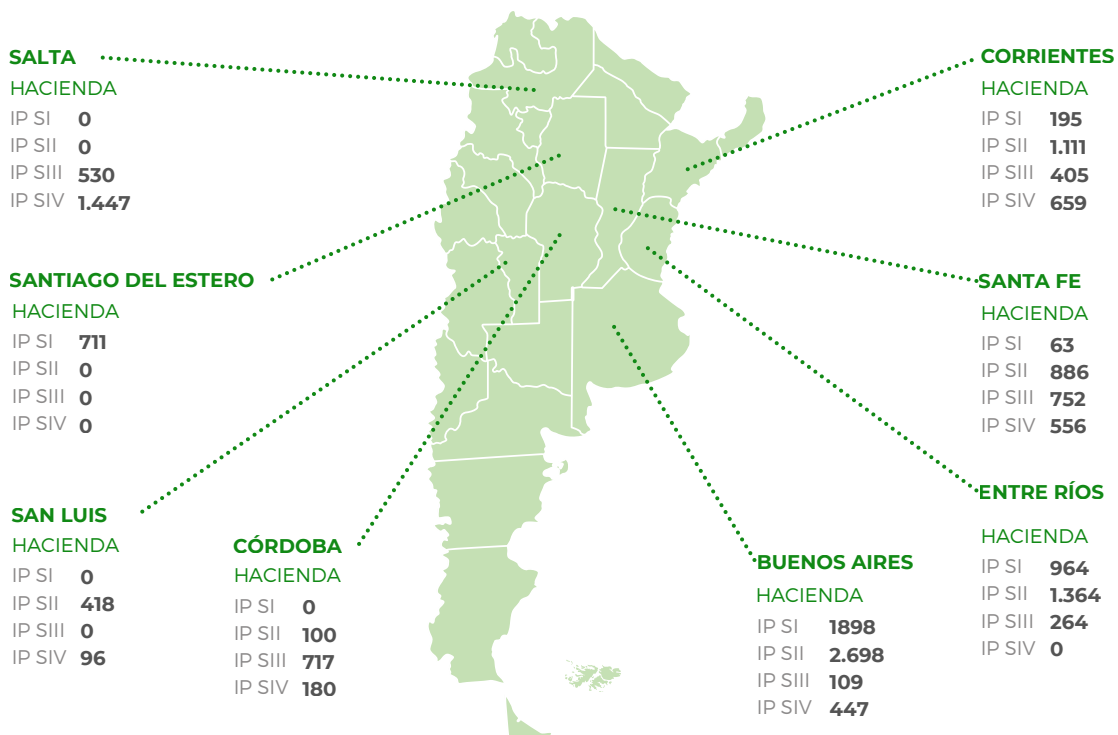 SALTA
HACIENDA
IP SI 0
IP SII 0
IP SIII 530
IP SIV 1.447
SANTIAGO DEL ESTERO
HACIENDA
IP SI 711
IP SII 0
IP SIII 0
IP SIV 0
SAN LUIS
HACIENDA
IP SI 0
IP SII 418
IP SIII 0
IP SIV 96
CÓRDOBA
HACIENDA
IP SI 0
IP SII 100
IP SIII 717
IP SIV 180
BUENOS AIRES
HACIENDA
IP SI 1898
IP SII 2.698
IP SIII 109
IP SIV 447
CORRIENTES
HACIENDA
IP SI 195
IP SII 1.111
IP SIII 405
IP SIV 659
SANTA FE
HACIENDA
IP SI 63
IP SII 886
IP SIII 752
IP SIV 556
ENTRE RÍOS
HACIENDA
IP SI 964
IP SII 1.364
IP SIII 264
IP SIV 0